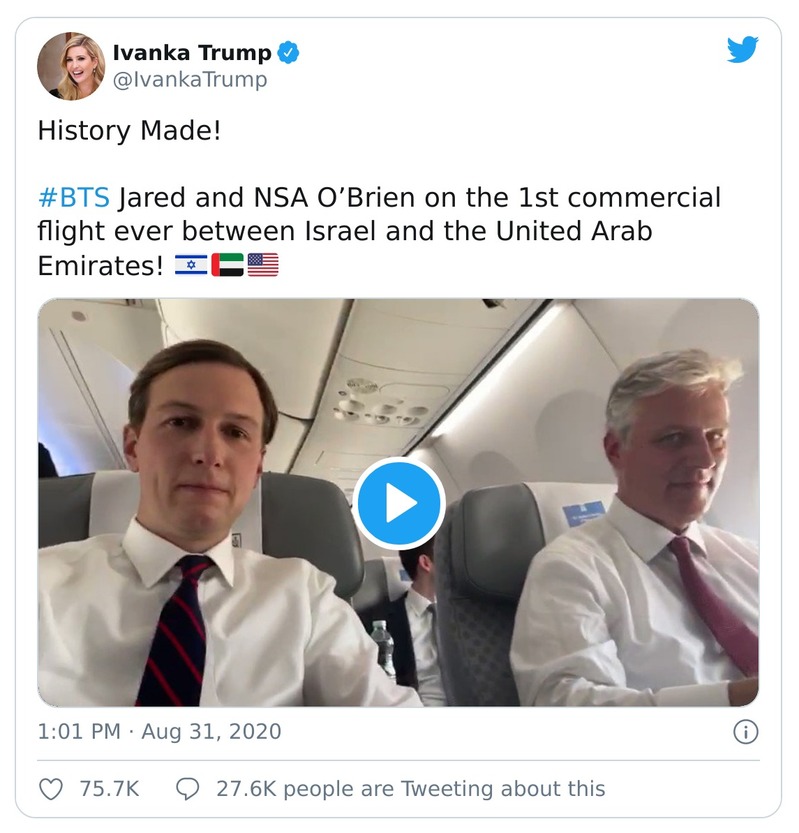 Ivanka Trump
@IvankaTrump
History Made!
#BTS Jared and NSA O’Brien on the 1st commercial
flight ever between Israel and the United Arab
Emirates! 🇮🇱🇦🇪🇺🇸
1:01 PM · Aug 31, 2020
75.7K
27.6K people are Tweeting about this